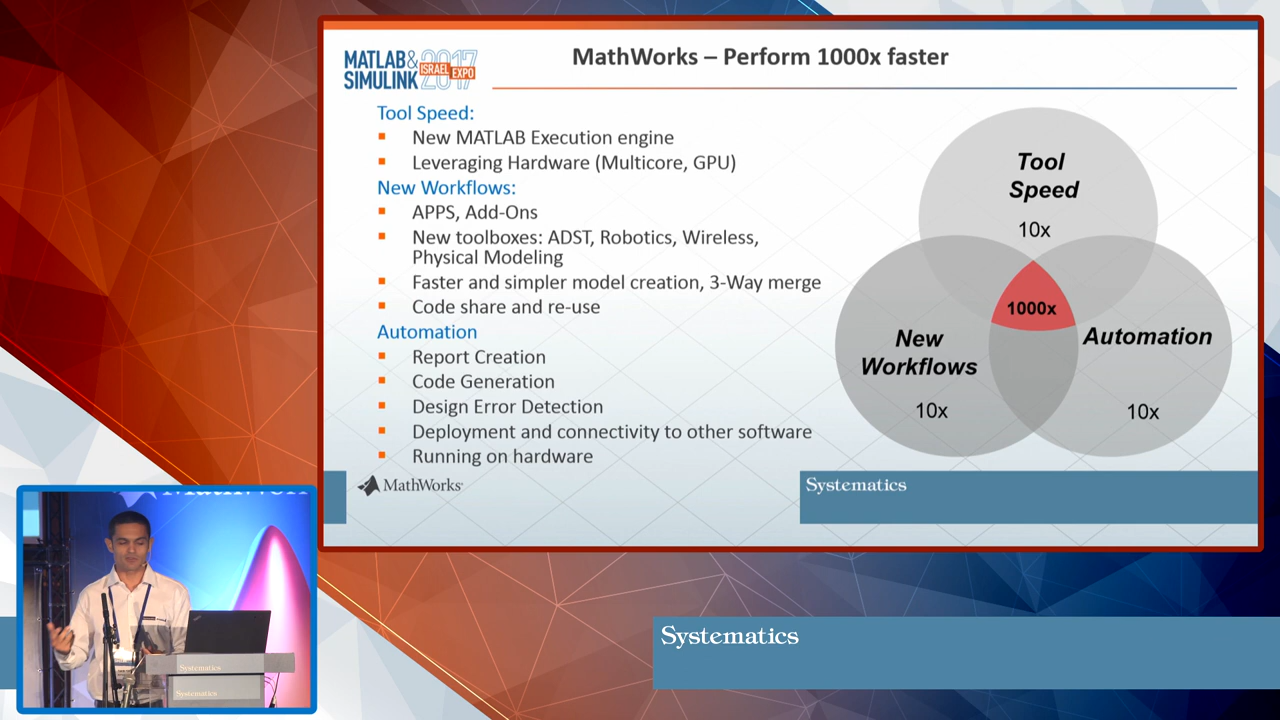 MATLAB&
SIMULINK
2017
ISRAEL
EXPO
MathWorks – Perform 1000x faster
Tool Speed:
New MATLAB Execution engine
Leveraging Hardware (Multicore, GPU)
New Workflows:
APPS, Add-Ons
New toolboxes: ADST, Robotics, Wireless,
Physical Modeling
Faster and simpler model creation, 3-Way merge
Code share and re-use
Automation
Report Creation
Code Generation
Design Error Detection
Deployment and connectivity to other software
Running on hardware
Tool
Speed
10x
1000x
New
Workflows
10x
Automation
10x
MathWorks
Systematics
MathWorks
Systematics
Systematics
Systematics